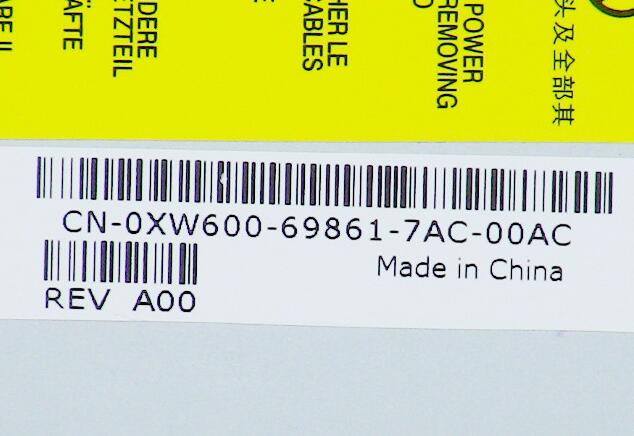 ÄFTE
DERE
ETZTEIL
HER LE
CABLES
POWER
REMOVING
头及全部其
CN-0XW600-69861-7AC-00AC
Made in China
REV A00